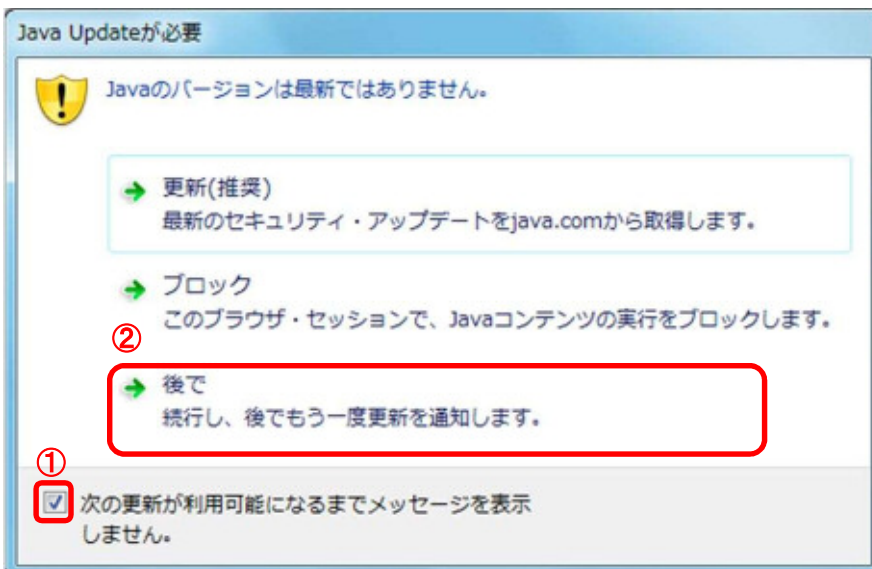 Java Updateが必要
Javaのバージョンは最新ではありません。
更新(推奨)
最新のセキュリティ・アップデートをjava.comから取得します。
ブロック
このブラウザ・セッションで、Javaコンテンツの実行をブロックします。
②
後で
続行し、後でもう一度更新を通知します。
①
次の更新が利用可能になるまでメッセージを表示
しません。